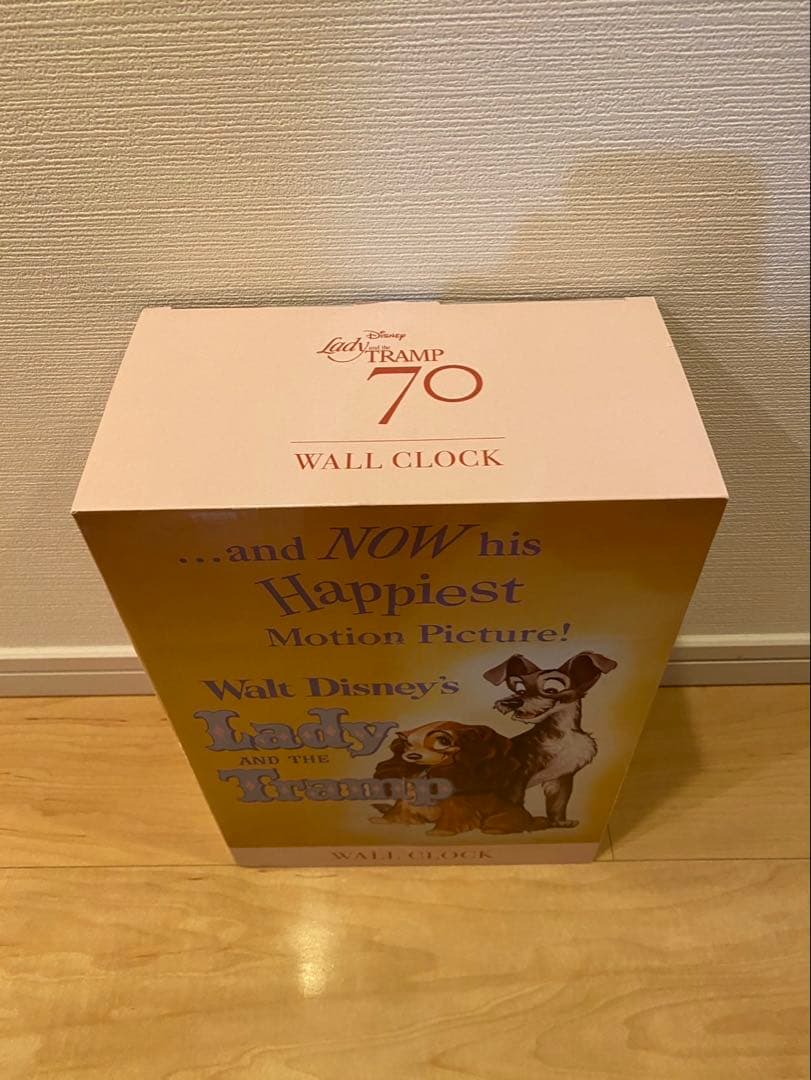 Disney
Lady and the
TRAMP
70
WALL CLOCK
...and NOW his
Happiest
Motion Picture!
Walt Disney's
Lady
AND THE
Tramp
WALL CLOCK